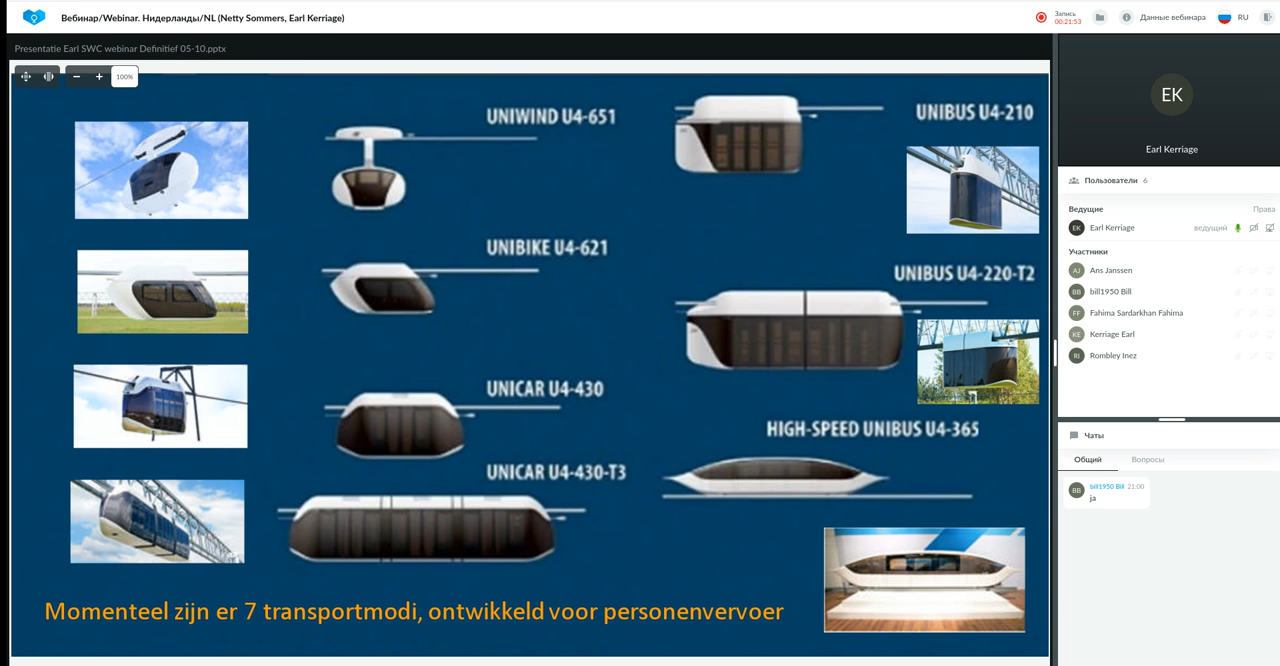 Вебинар/Webinar. Нидерланды/NL (Netty Sommers, Earl Kerriage)
Запись
00:21:53
Данные вебинара
RU
Presentatie Earl SWC webinar Definitief 05-10.pptx
100%
UNIWIND U4-651
UNIBUS U4-210
UNIBIKE U4-621
UNIBUS U4-220-T2
UNICAR U4-430
HIGH-SPEED UNIBUS U4-365
UNICAR U4-430-T3
Momenteel zijn er 7 transportmodi, ontwikkeld voor personenvervoer
EK
Earl Kerriage
Пользователи 6
Ведущие Права
EK Earl Kerriage ведущий
Участники
AJ Ans Janssen
BB bill1950 Bill
FF Fahima Sardarkhan Fahima
KE Kerriage Earl
RI Rombley Inez
Чаты
Общий Вопросы
BB bill1950 Bill 21:00
ja